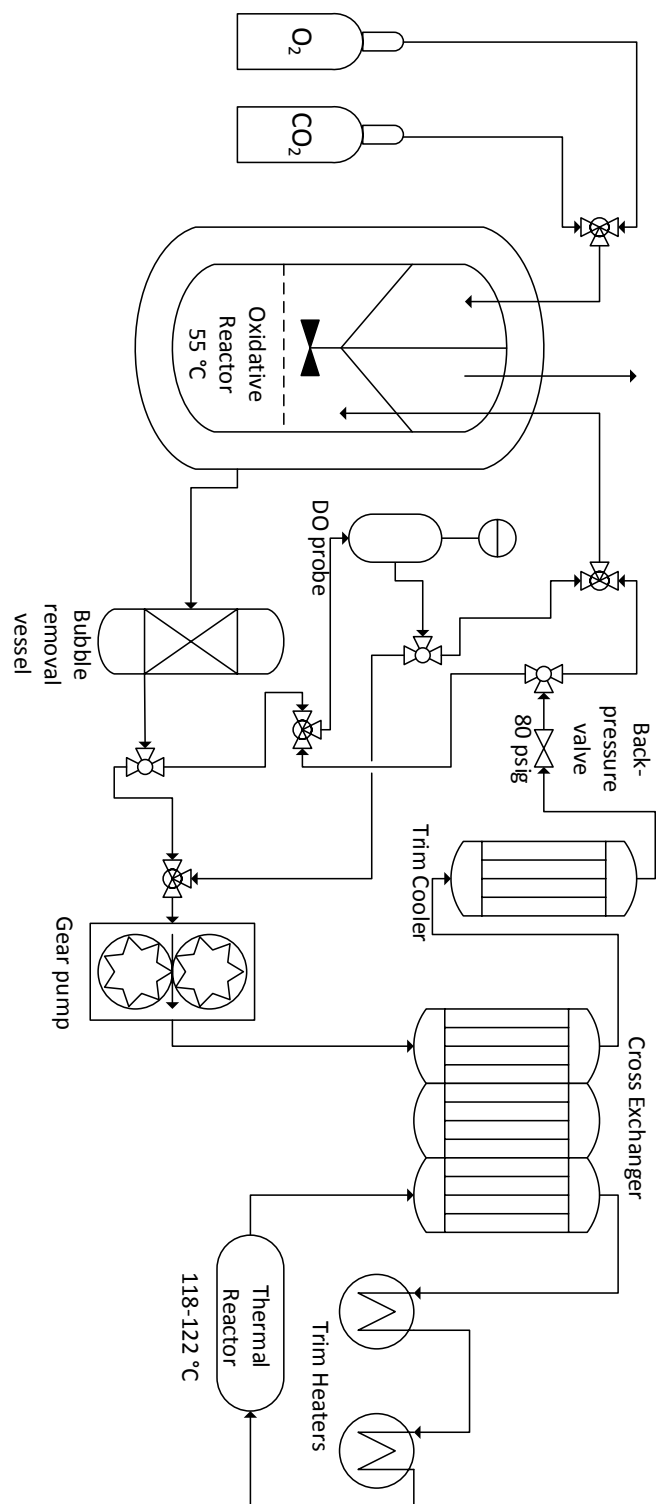 O₂
CO₂
Oxidative
Reactor
55 °C
Bubble
removal
vessel
DO probe
Back-
pressure
valve
80 psig
Trim Cooler
Gear pump
Cross Exchanger
Trim Heaters
Thermal
Reactor
118-122 °C